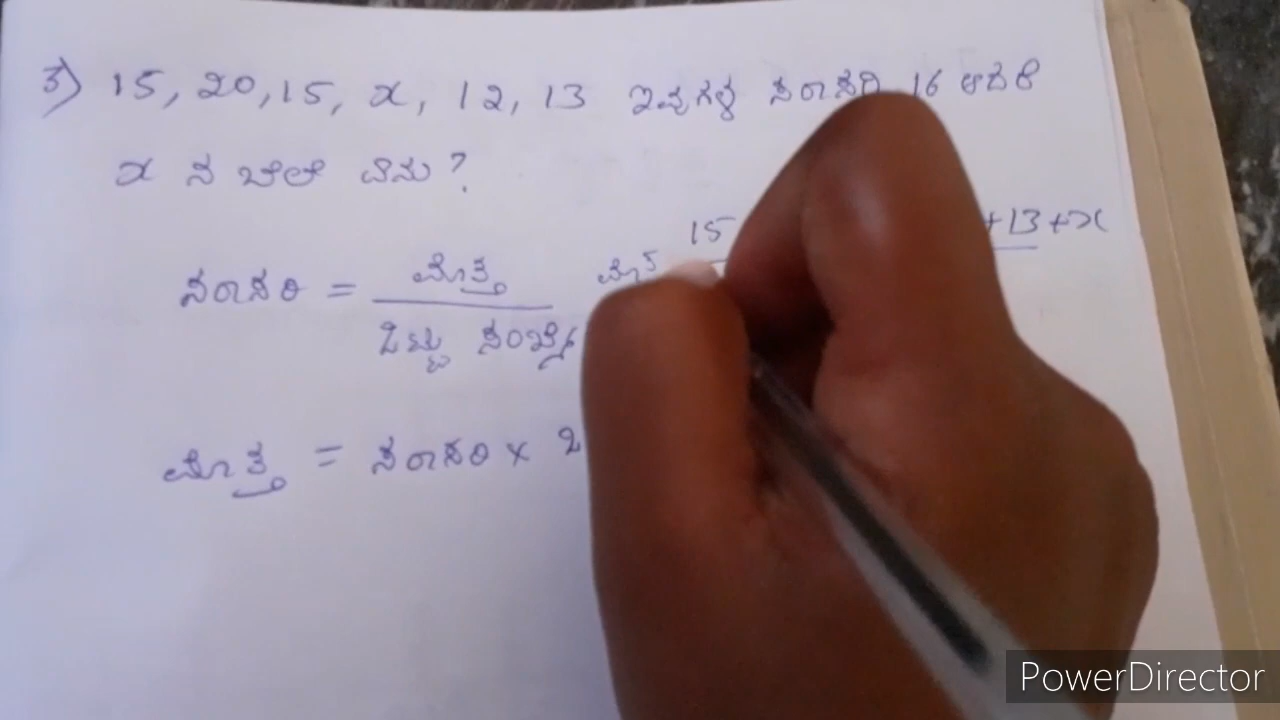 3) 15, 20, 15, x, 12, 13 ಇವುಗಳ ಸರಾಸರಿ 16 ಆದರೆ
x ನ ಬೆಲೆ ಏನು?
15 +13+x
ಸರಾಸರಿ = ಮೊತ್ತ
ಒಟ್ಟು ಸಂಖ್ಯೆ
ಮೊತ್ತ = ಸರಾಸರಿ x ಒ
PowerDirector